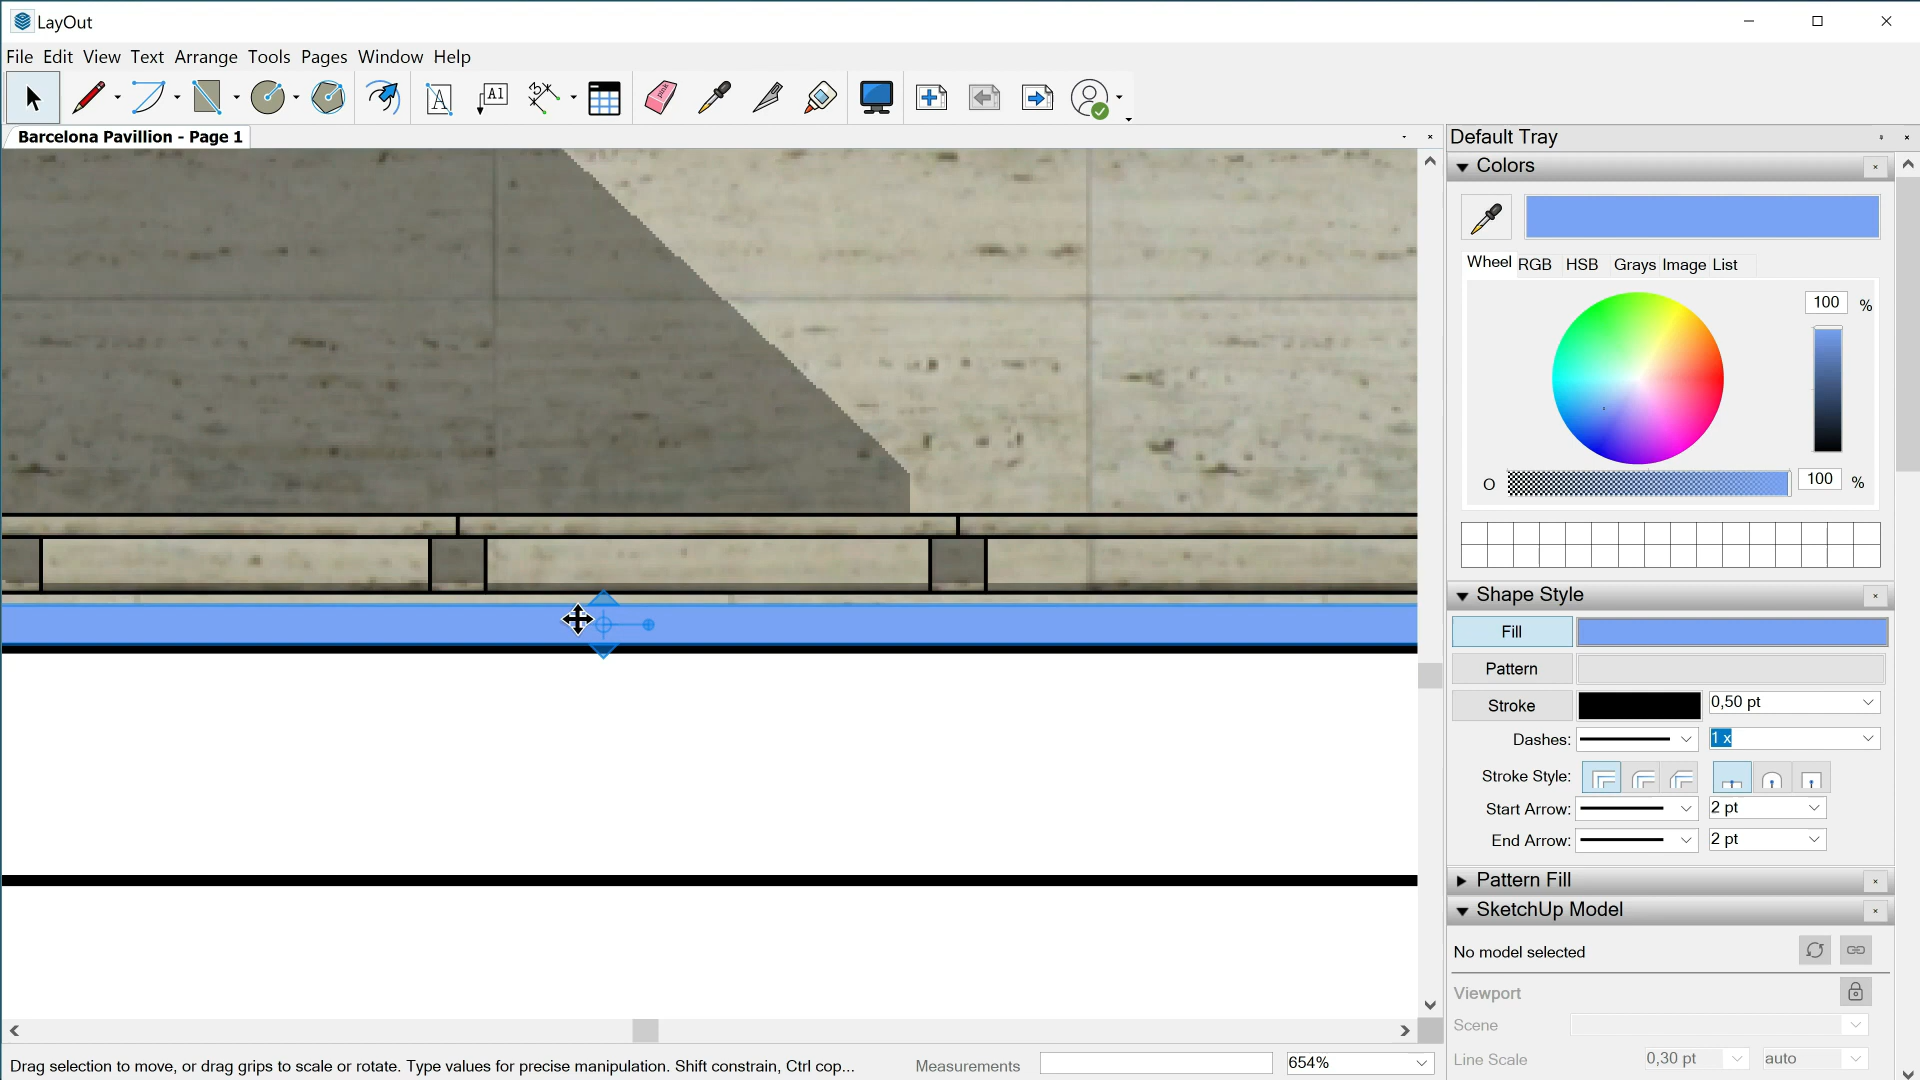 LayOut
File Edit View Text Arrange Tools Pages Window Help
A A1
Barcelona Pavillion - Page 1
Default Tray
Colors
Wheel RGB HSB Grays Image List
100 %
O 100 %
Shape Style
Fill
Pattern
Stroke 0,50 pt
Dashes: 1 x
Stroke Style:
Start Arrow: 2 pt
End Arrow: 2 pt
Pattern Fill
SketchUp Model
No model selected
Viewport
Scene
Line Scale 0,30 pt auto
Drag selection to move, or drag grips to scale or rotate. Type values for precise manipulation. Shift constrain, Ctrl cop... Measurements 654%